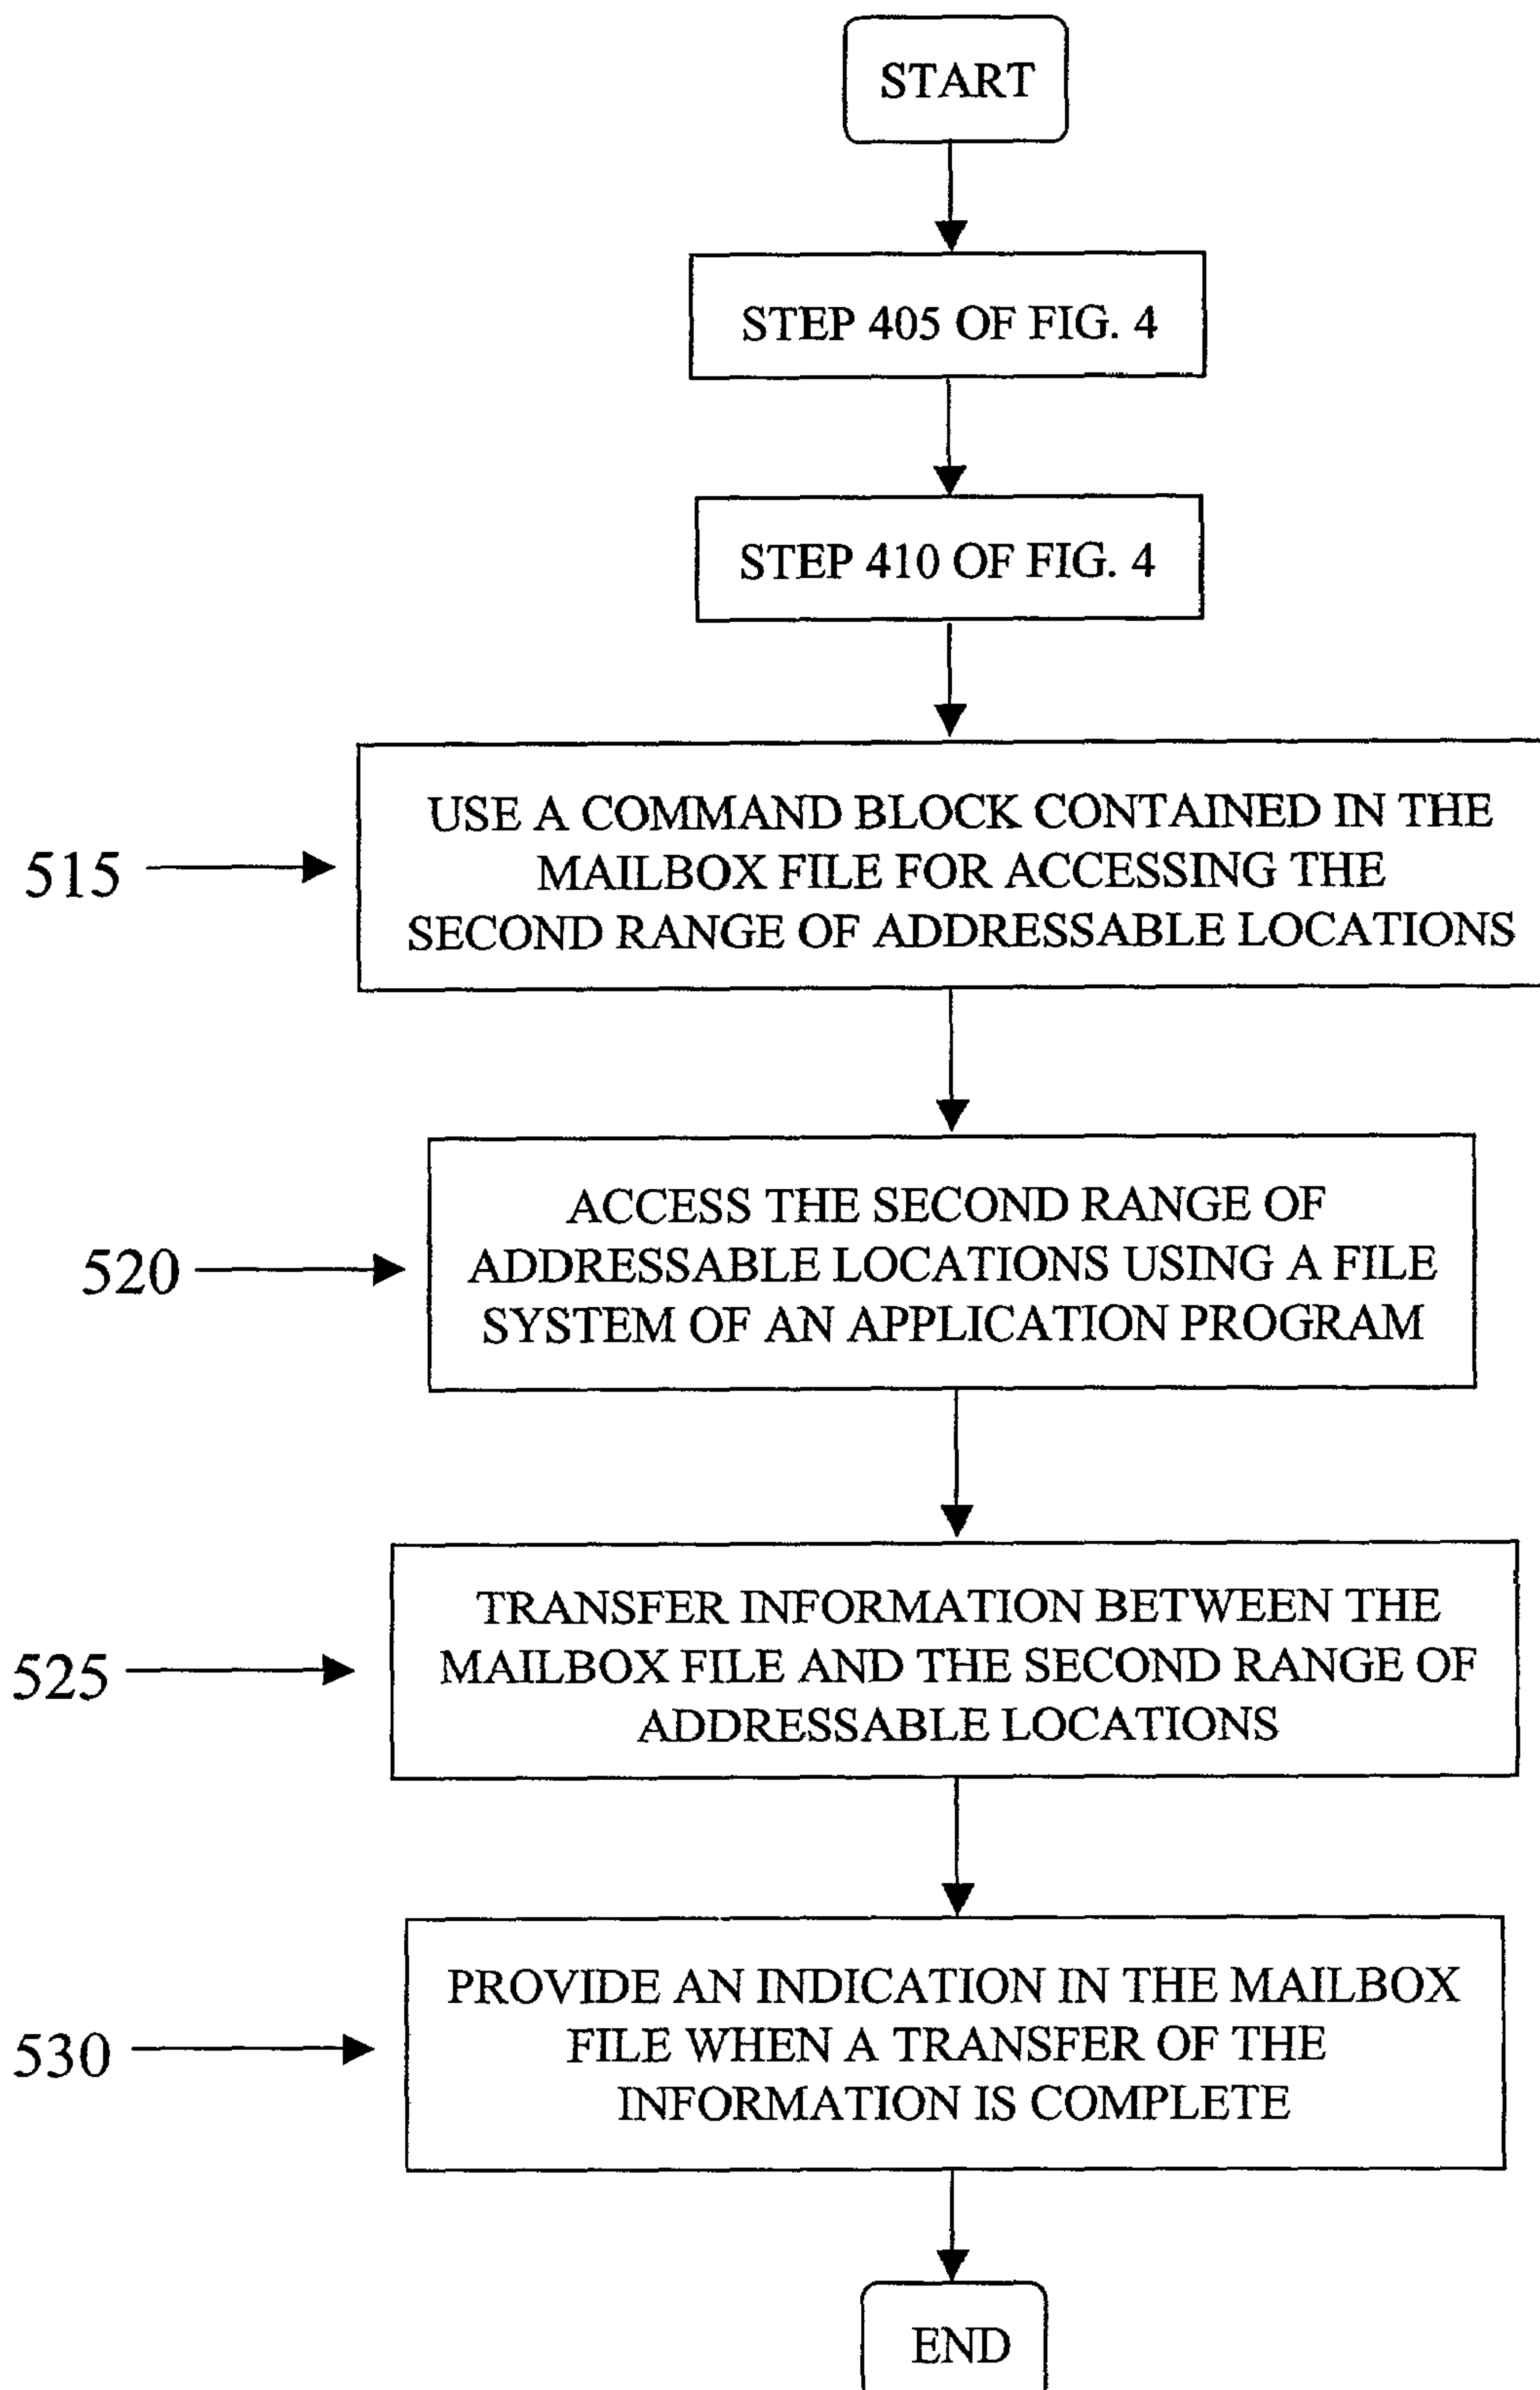 START
STEP 405 OF FIG. 4
STEP 410 OF FIG. 4
515
USE A COMMAND BLOCK CONTAINED IN THE
MAILBOX FILE FOR ACCESSING THE
SECOND RANGE OF ADDRESSABLE LOCATIONS
520
ACCESS THE SECOND RANGE OF
ADDRESSABLE LOCATIONS USING A FILE
SYSTEM OF AN APPLICATION PROGRAM
525
TRANSFER INFORMATION BETWEEN THE
MAILBOX FILE AND THE SECOND RANGE OF
ADDRESSABLE LOCATIONS
530
PROVIDE AN INDICATION IN THE MAILBOX
FILE WHEN A TRANSFER OF THE
INFORMATION IS COMPLETE
END